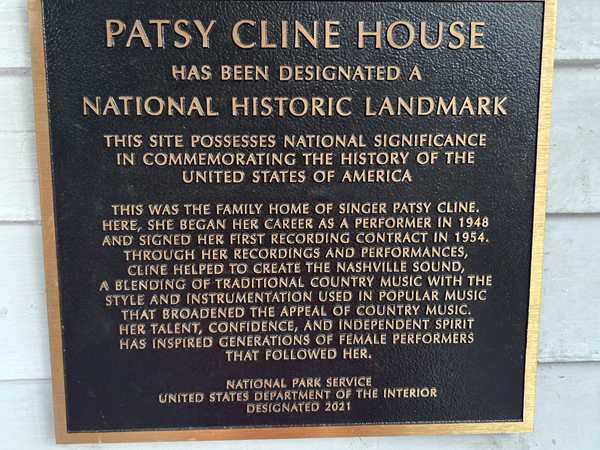 PATSY CLINE HOUSE
HAS BEEN DESIGNATED A
NATIONAL HISTORIC LANDMARK
THIS SITE POSSESSES NATIONAL SIGNIFICANCE
IN COMMEMORATING THE HISTORY OF THE
UNITED STATES OF AMERICA
THIS WAS THE FAMILY HOME OF SINGER PATSY CLINE.
HERE, SHE BEGAN HER CAREER AS A PERFORMER IN 1948
AND SIGNED HER FIRST RECORDING CONTRACT IN 1954.
THROUGH HER RECORDINGS AND PERFORMANCES,
CLINE HELPED TO CREATE THE NASHVILLE SOUND,
A BLENDING OF TRADITIONAL COUNTRY MUSIC WITH THE
STYLE AND INSTRUMENTATION USED IN POPULAR MUSIC
THAT BROADENED THE APPEAL OF COUNTRY MUSIC.
HER TALENT, CONFIDENCE, AND INDEPENDENT SPIRIT
HAS INSPIRED GENERATIONS OF FEMALE PERFORMERS
THAT FOLLOWED HER.
NATIONAL PARK SERVICE
UNITED STATES DEPARTMENT OF THE INTERIOR
DESIGNATED 2021